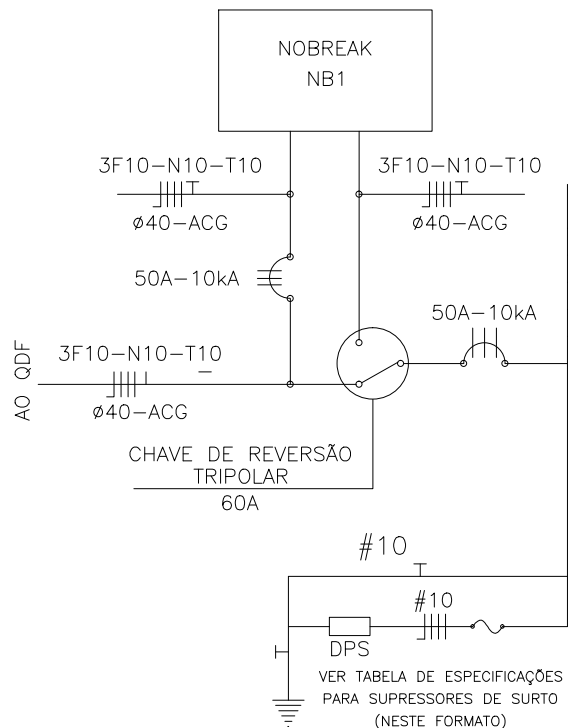 NOBREAK
NB1
3F10-N10-T10
3F10-N10-T10
ø40-ACG
ø40-ACG
50A-10kA
50A-10kA
3F10-N10-T10
AO QDF
ø40-ACG
CHAVE DE REVERSÃO
TRIPOLAR
60A
#10
#10
DPS
VER TABELA DE ESPECIFICAÇÕES
PARA SUPRESSORES DE SURTO
(NESTE FORMATO)